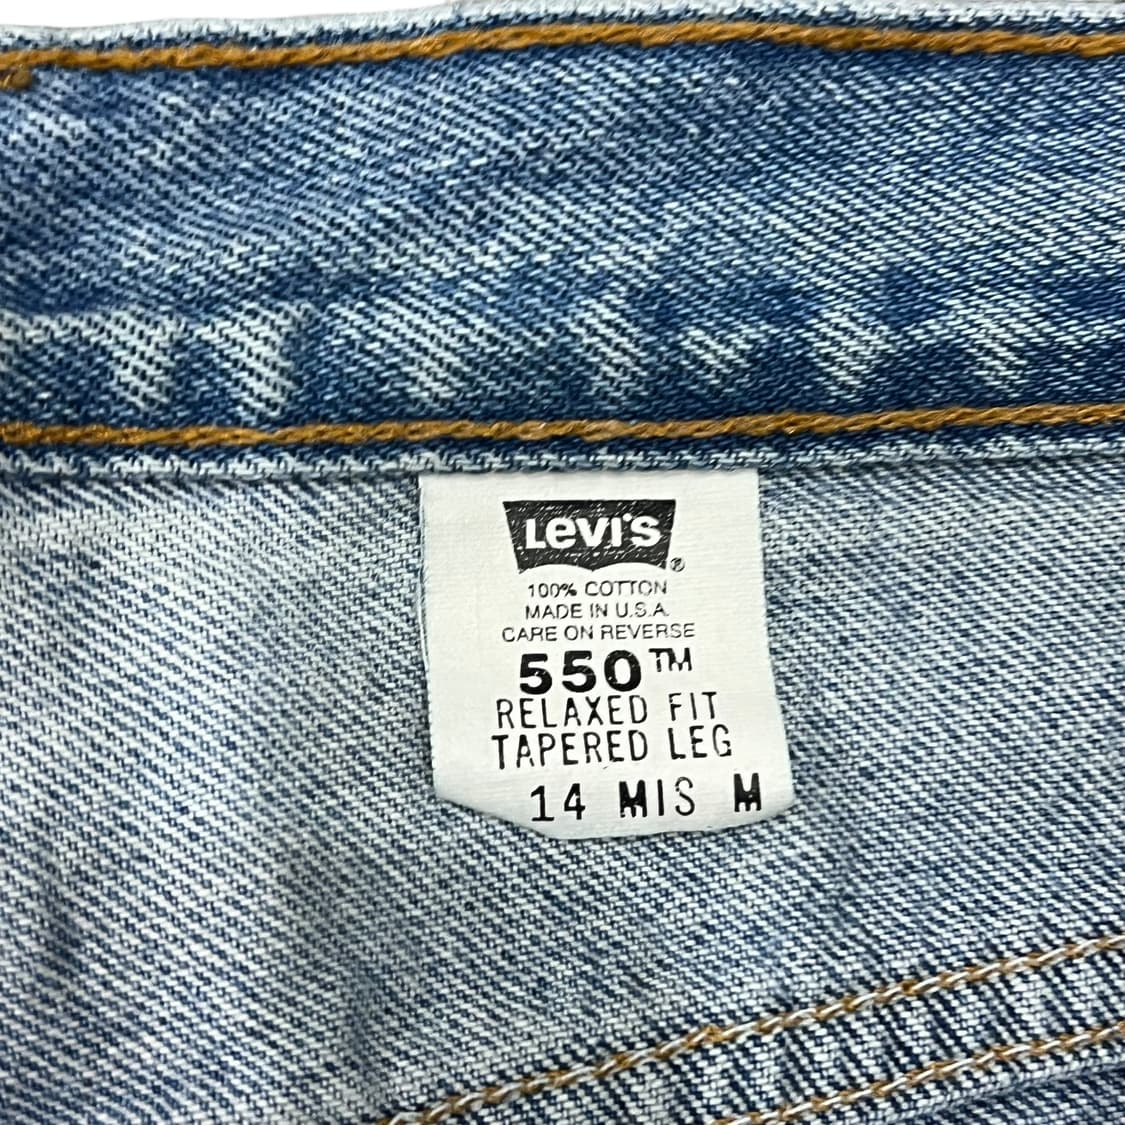 Levi's®
100% COTTON
MADE IN U.S.A.
CARE ON REVERSE
550™
RELAXED FIT
TAPERED LEG
14 MIS M